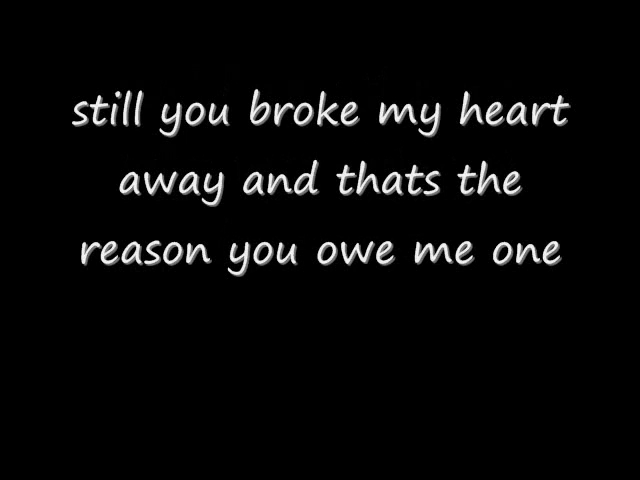 still you broke my heart
away and thats the
reason you owe me one